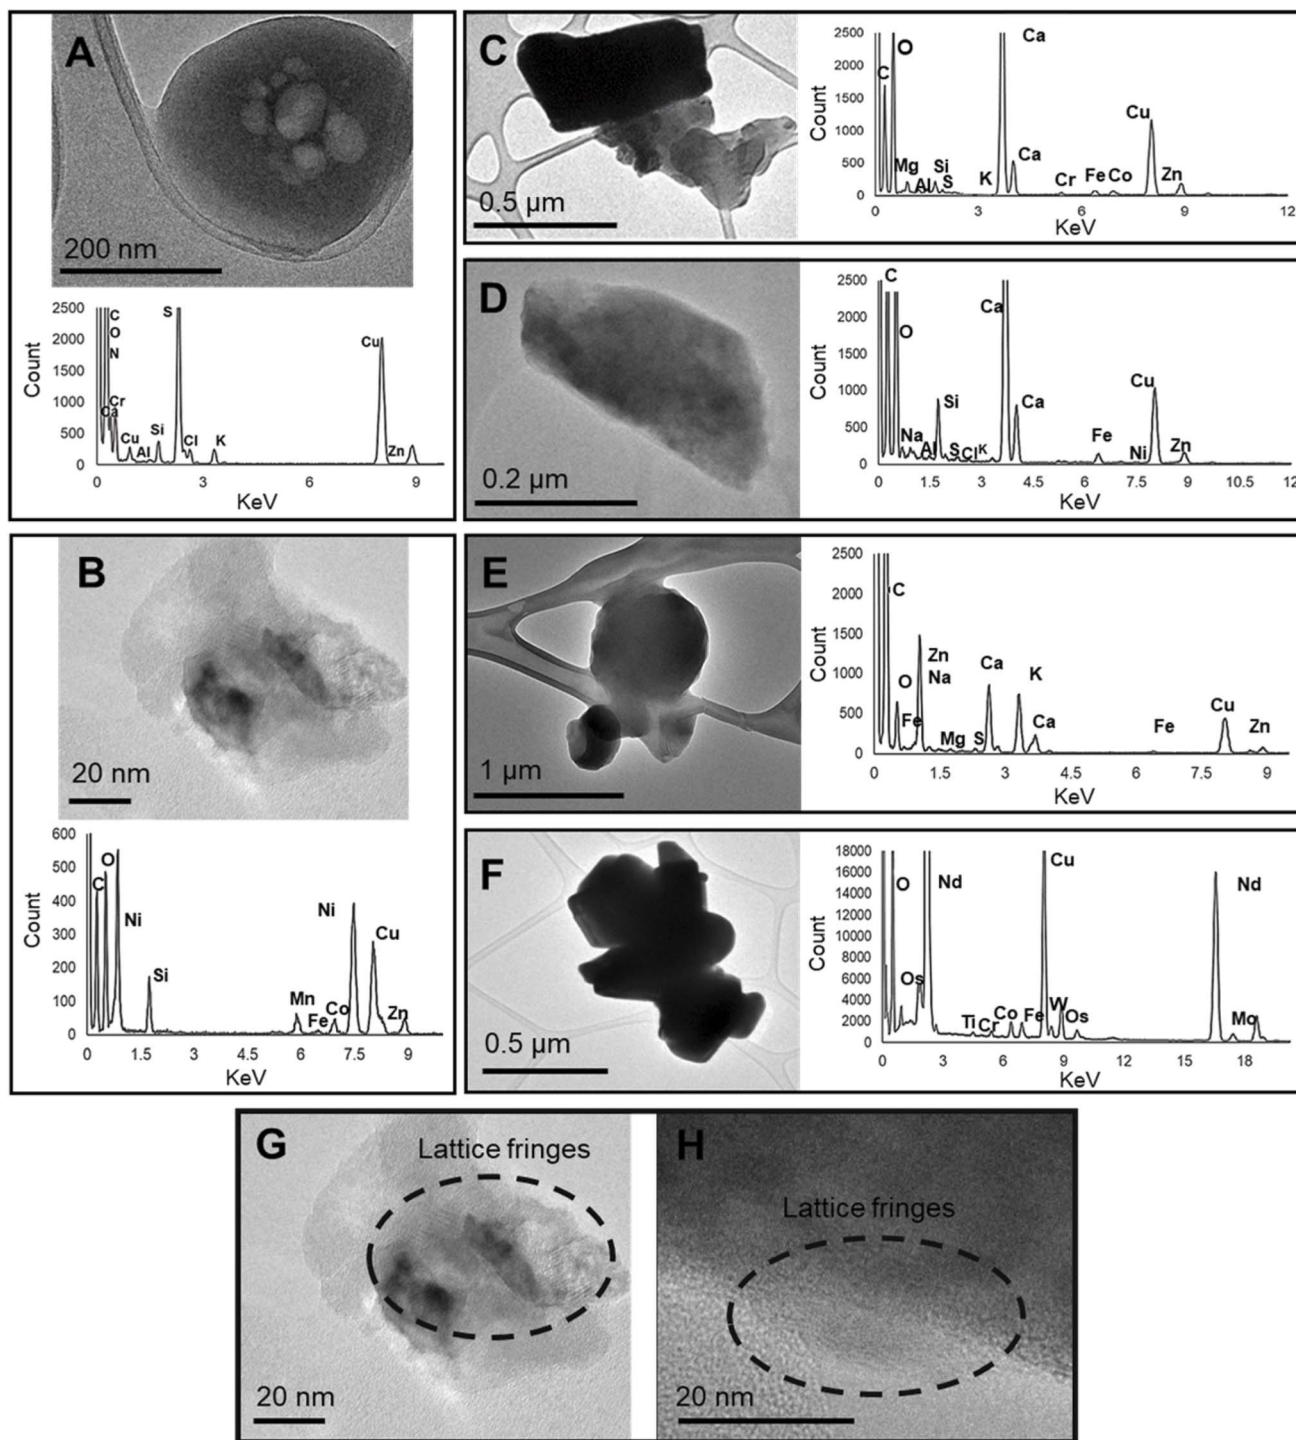 A
200 nm
2500
2000
1500
1000
500
0
Count
C
O
N
Ca
Cr
Cu
Al
Si
S
Cl
K
Cu
Zn
0 3 6 9
KeV
B
20 nm
600
500
400
300
200
100
0
Count
C
O
Ni
Si
Mn
Fe
Co
Ni
Cu
Zn
0 1.5 3 4.5 6 7.5 9
KeV
C
0.5 µm
2500
2000
1500
1000
500
0
Count
C
O
Mg
Al
Si
S
K
Ca
Ca
Cr
Fe
Co
Cu
Zn
0 3 6 9 12
KeV
D
0.2 µm
2500
2000
1500
1000
500
0
Count
C
O
Na
Al
Si
S
Cl
K
Ca
Ca
Fe
Ni
Cu
Zn
0 1.5 3 4.5 6 7.5 9 10.5 12
KeV
E
1 µm
2500
2000
1500
1000
500
0
Count
C
O
Fe
Zn
Na
Mg
S
Ca
K
Ca
Fe
Cu
Zn
0 1.5 3 4.5 6 7.5 9
KeV
F
0.5 µm
18000
16000
14000
12000
10000
8000
6000
4000
2000
0
Count
O
Os
Nd
Ti
Cr
Co
Fe
Cu
W
Os
Nd
Mo
0 3 6 9 12 15 18
KeV
G
Lattice fringes
20 nm
H
Lattice fringes
20 nm